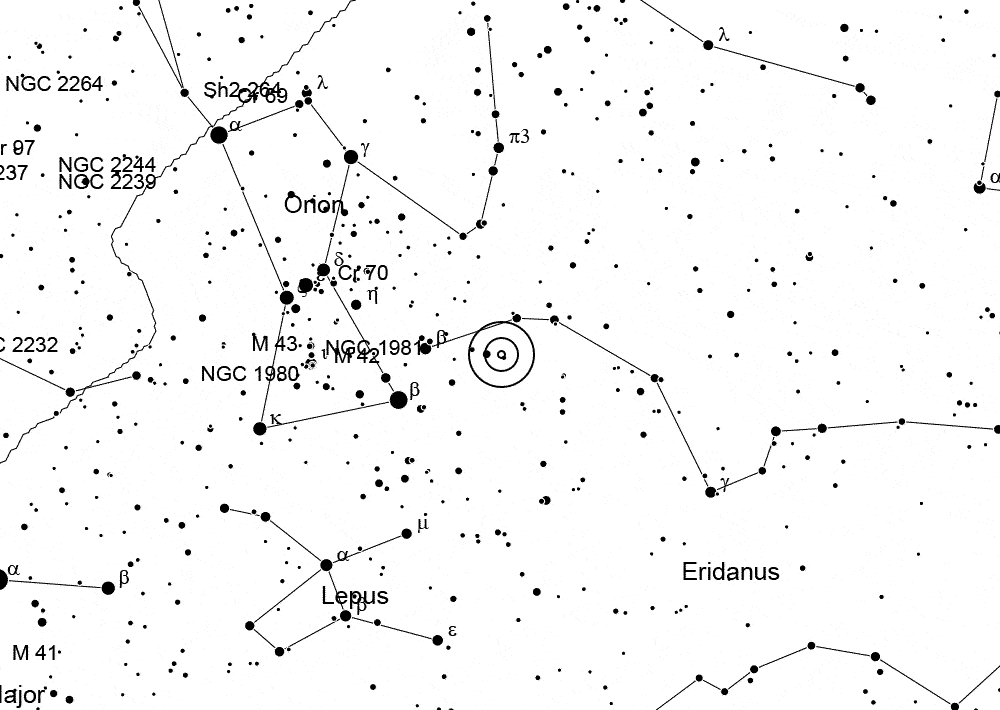 λ
NGC 2264
Sh2-264
λ
Cr 69
α
π3
r 97
γ
NGC 2244
237
NGC 2239
α
Orion
δ
Cr 70
ζ
ε
η
C 2232
M 43
NGC 1981
β
ι
M 42
NGC 1980
β
κ
γ
μ
α
α
β
Eridanus
Lepus
β
ε
M 41
Major